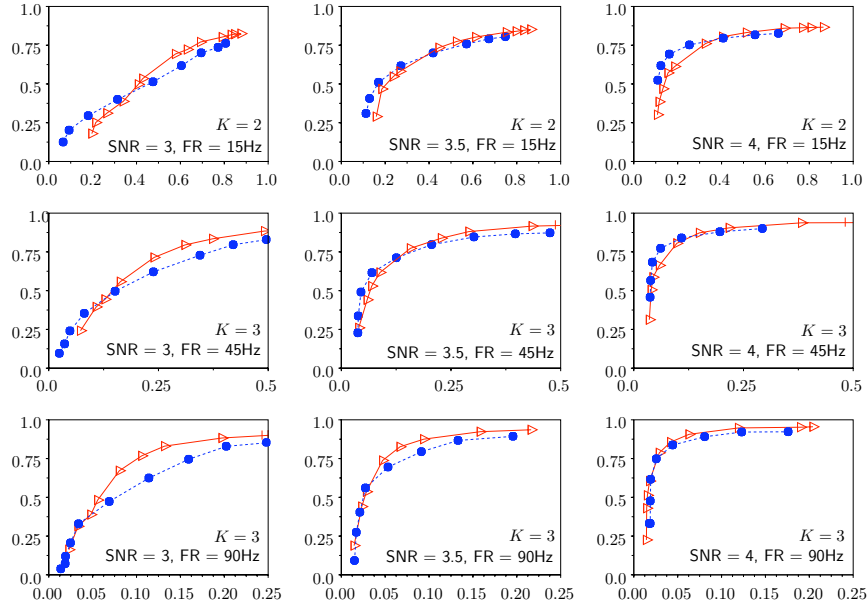 1.0
0.75
0.5
0.25
0.0
K = 2
SNR = 3, FR = 15Hz
0.0 0.2 0.4 0.6 0.8 1.0
1.0
0.75
0.5
0.25
0.0
K = 2
SNR = 3.5, FR = 15Hz
0.0 0.2 0.4 0.6 0.8 1.0
1.0
0.75
0.5
0.25
0.0
K = 2
SNR = 4, FR = 15Hz
0.0 0.2 0.4 0.6 0.8 1.0
1.0
0.75
0.5
0.25
0.0
K = 3
SNR = 3, FR = 45Hz
0.25 0.5
1.0
0.75
0.5
0.25
0.0
K = 3
SNR = 3.5, FR = 45Hz
0.0 0.25 0.5
1.0
0.75
0.5
0.25
0.0
K = 3
SNR = 4, FR = 45Hz
0.0 0.25 0.5
1.0
0.75
0.5
0.25
0.0
K = 3
SNR = 3, FR = 90Hz
0.00 0.05 0.10 0.15 0.20 0.25
1.0
0.75
0.5
0.25
0.0
K = 3
SNR = 3.5, FR = 90Hz
0.00 0.05 0.10 0.15 0.20 0.25
1.0
0.75
0.5
0.25
0.0
K = 3
SNR = 4, FR = 90Hz
0.00 0.05 0.10 0.15 0.20 0.25